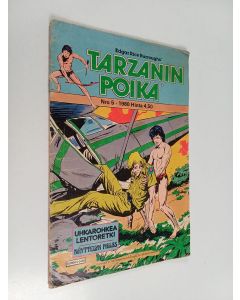 Edgar Rice Burroughs'
TARZANIN
POIKA
Nro 5 - 1980 Hinta 4,50
UHKAROHKEA
LENTORETKI